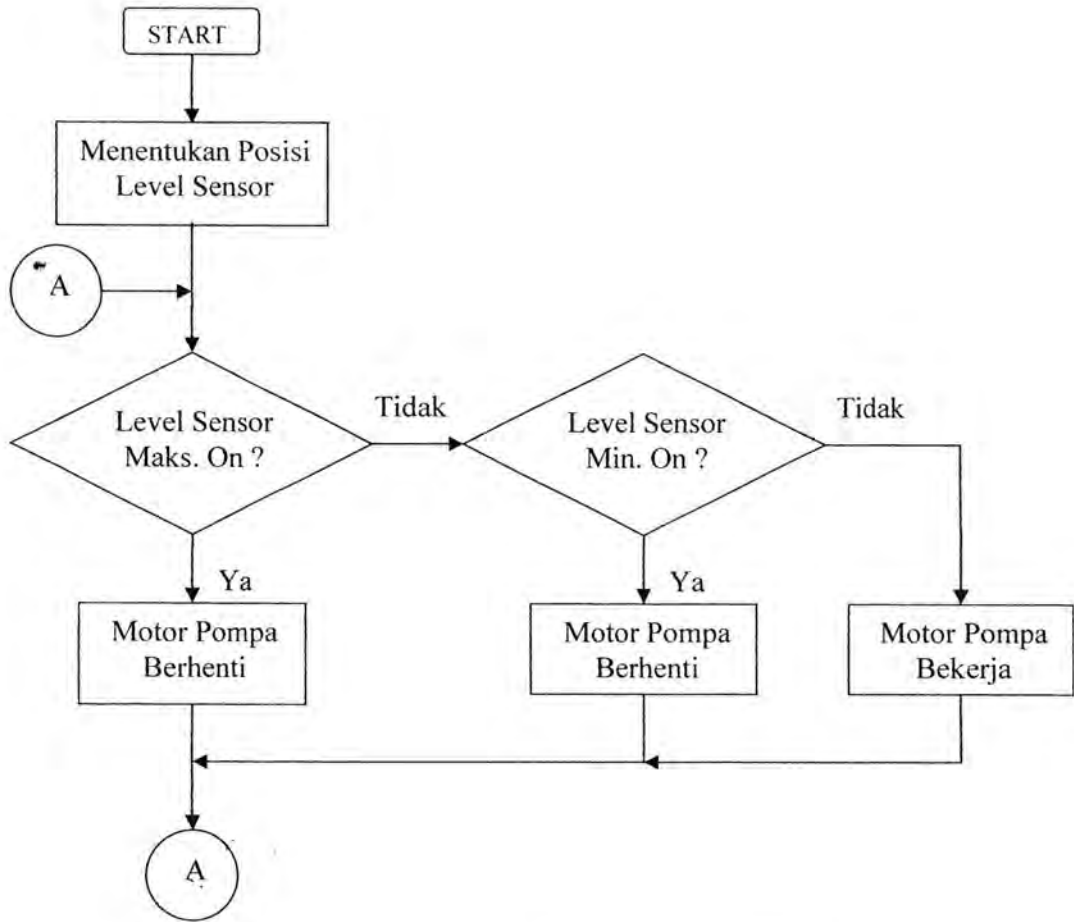 START
Menentukan Posisi
Level Sensor
A
Level Sensor
Maks. On ?
Tidak
Level Sensor
Min. On ?
Tidak
Ya
Ya
Motor Pompa
Berhenti
Motor Pompa
Berhenti
Motor Pompa
Bekerja
A